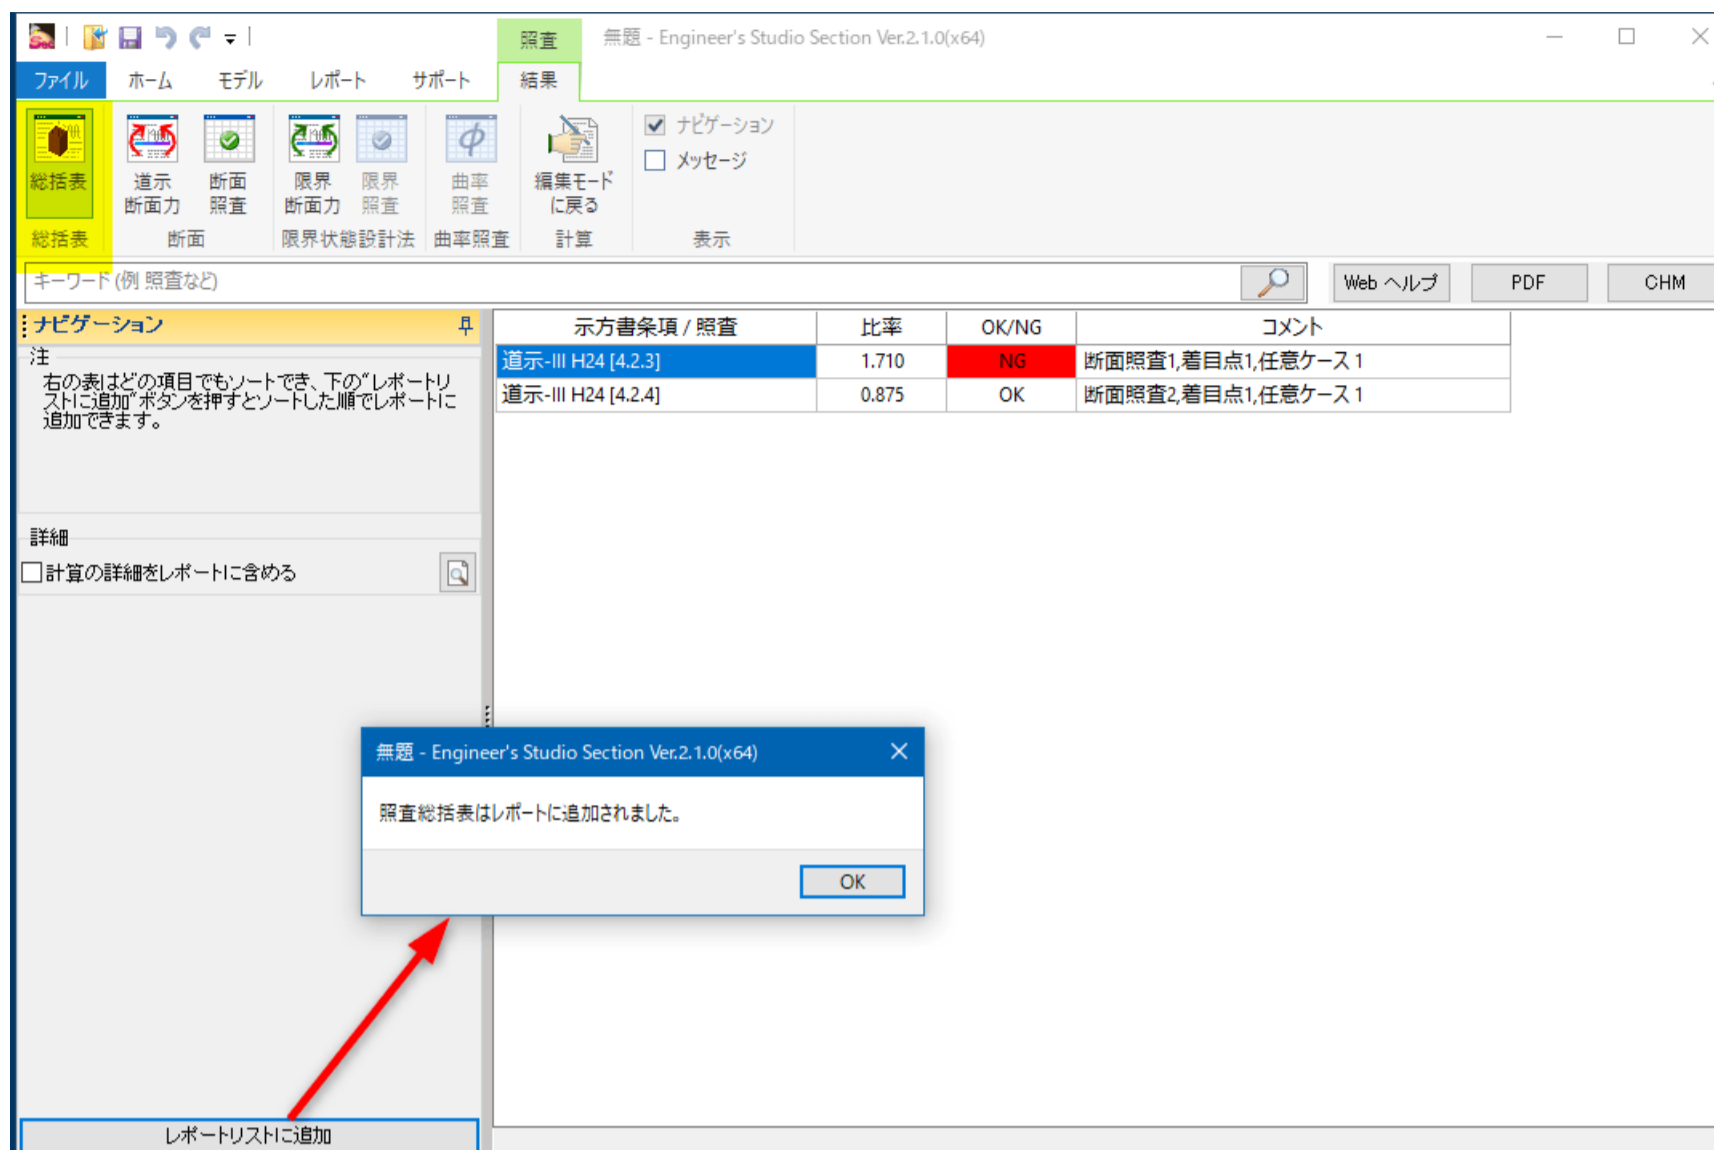 照査
無題 - Engineer's Studio Section Ver.2.1.0(x64)
ファイル ホーム モデル レポート サポート 結果
総括表
道示
断面力
断面
照査
限界
断面力
限界
照査
曲率
照査
編集モード
に戻る
ナビゲーション
メッセージ
総括表 断面 限界状態設計法 曲率照査 計算 表示
キーワード (例 照査など) Web ヘルプ PDF CHM
ナビゲーション
注
右の表はどの項目でもソートでき、下の"レポートリ
ストに追加"ボタンを押すとソートした順でレポートに
追加できます。
詳細
計算の詳細をレポートに含める
示方書条項 / 照査 比率 OK/NG コメント
道示-III H24 [4.2.3] 1.710 NG 断面照査1,着目点1,任意ケース1
道示-III H24 [4.2.4] 0.875 OK 断面照査2,着目点1,任意ケース1
無題 - Engineer's Studio Section Ver.2.1.0(x64)
照査総括表はレポートに追加されました。
OK
レポートリストに追加